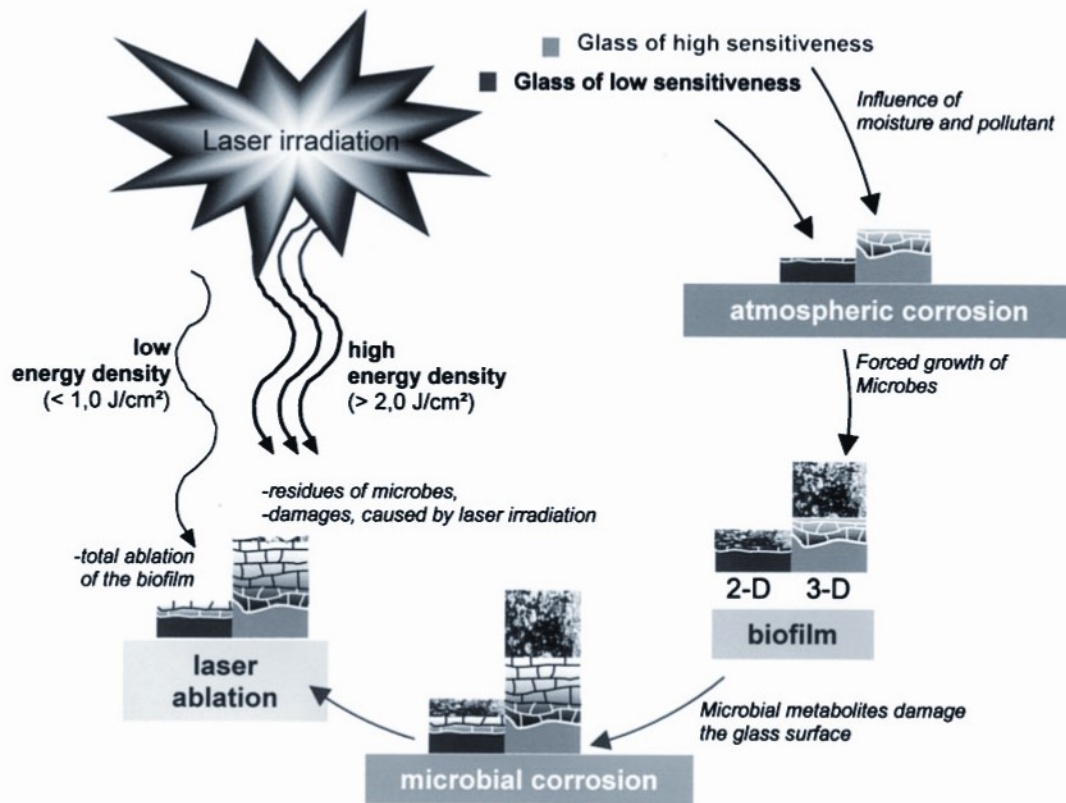 Glass of high sensitiveness
Glass of low sensitiveness
Influence of
moisture and pollutant
Laser irradiation
atmospheric corrosion
low
energy density
(< 1,0 J/cm²)
high
energy density
(> 2,0 J/cm²)
Forced growth of
Microbes
-residues of microbes,
-damages, caused by laser irradiation
-total ablation
of the biofilm
2-D 3-D
biofilm
laser
ablation
Microbial metabolites damage
the glass surface
microbial corrosion